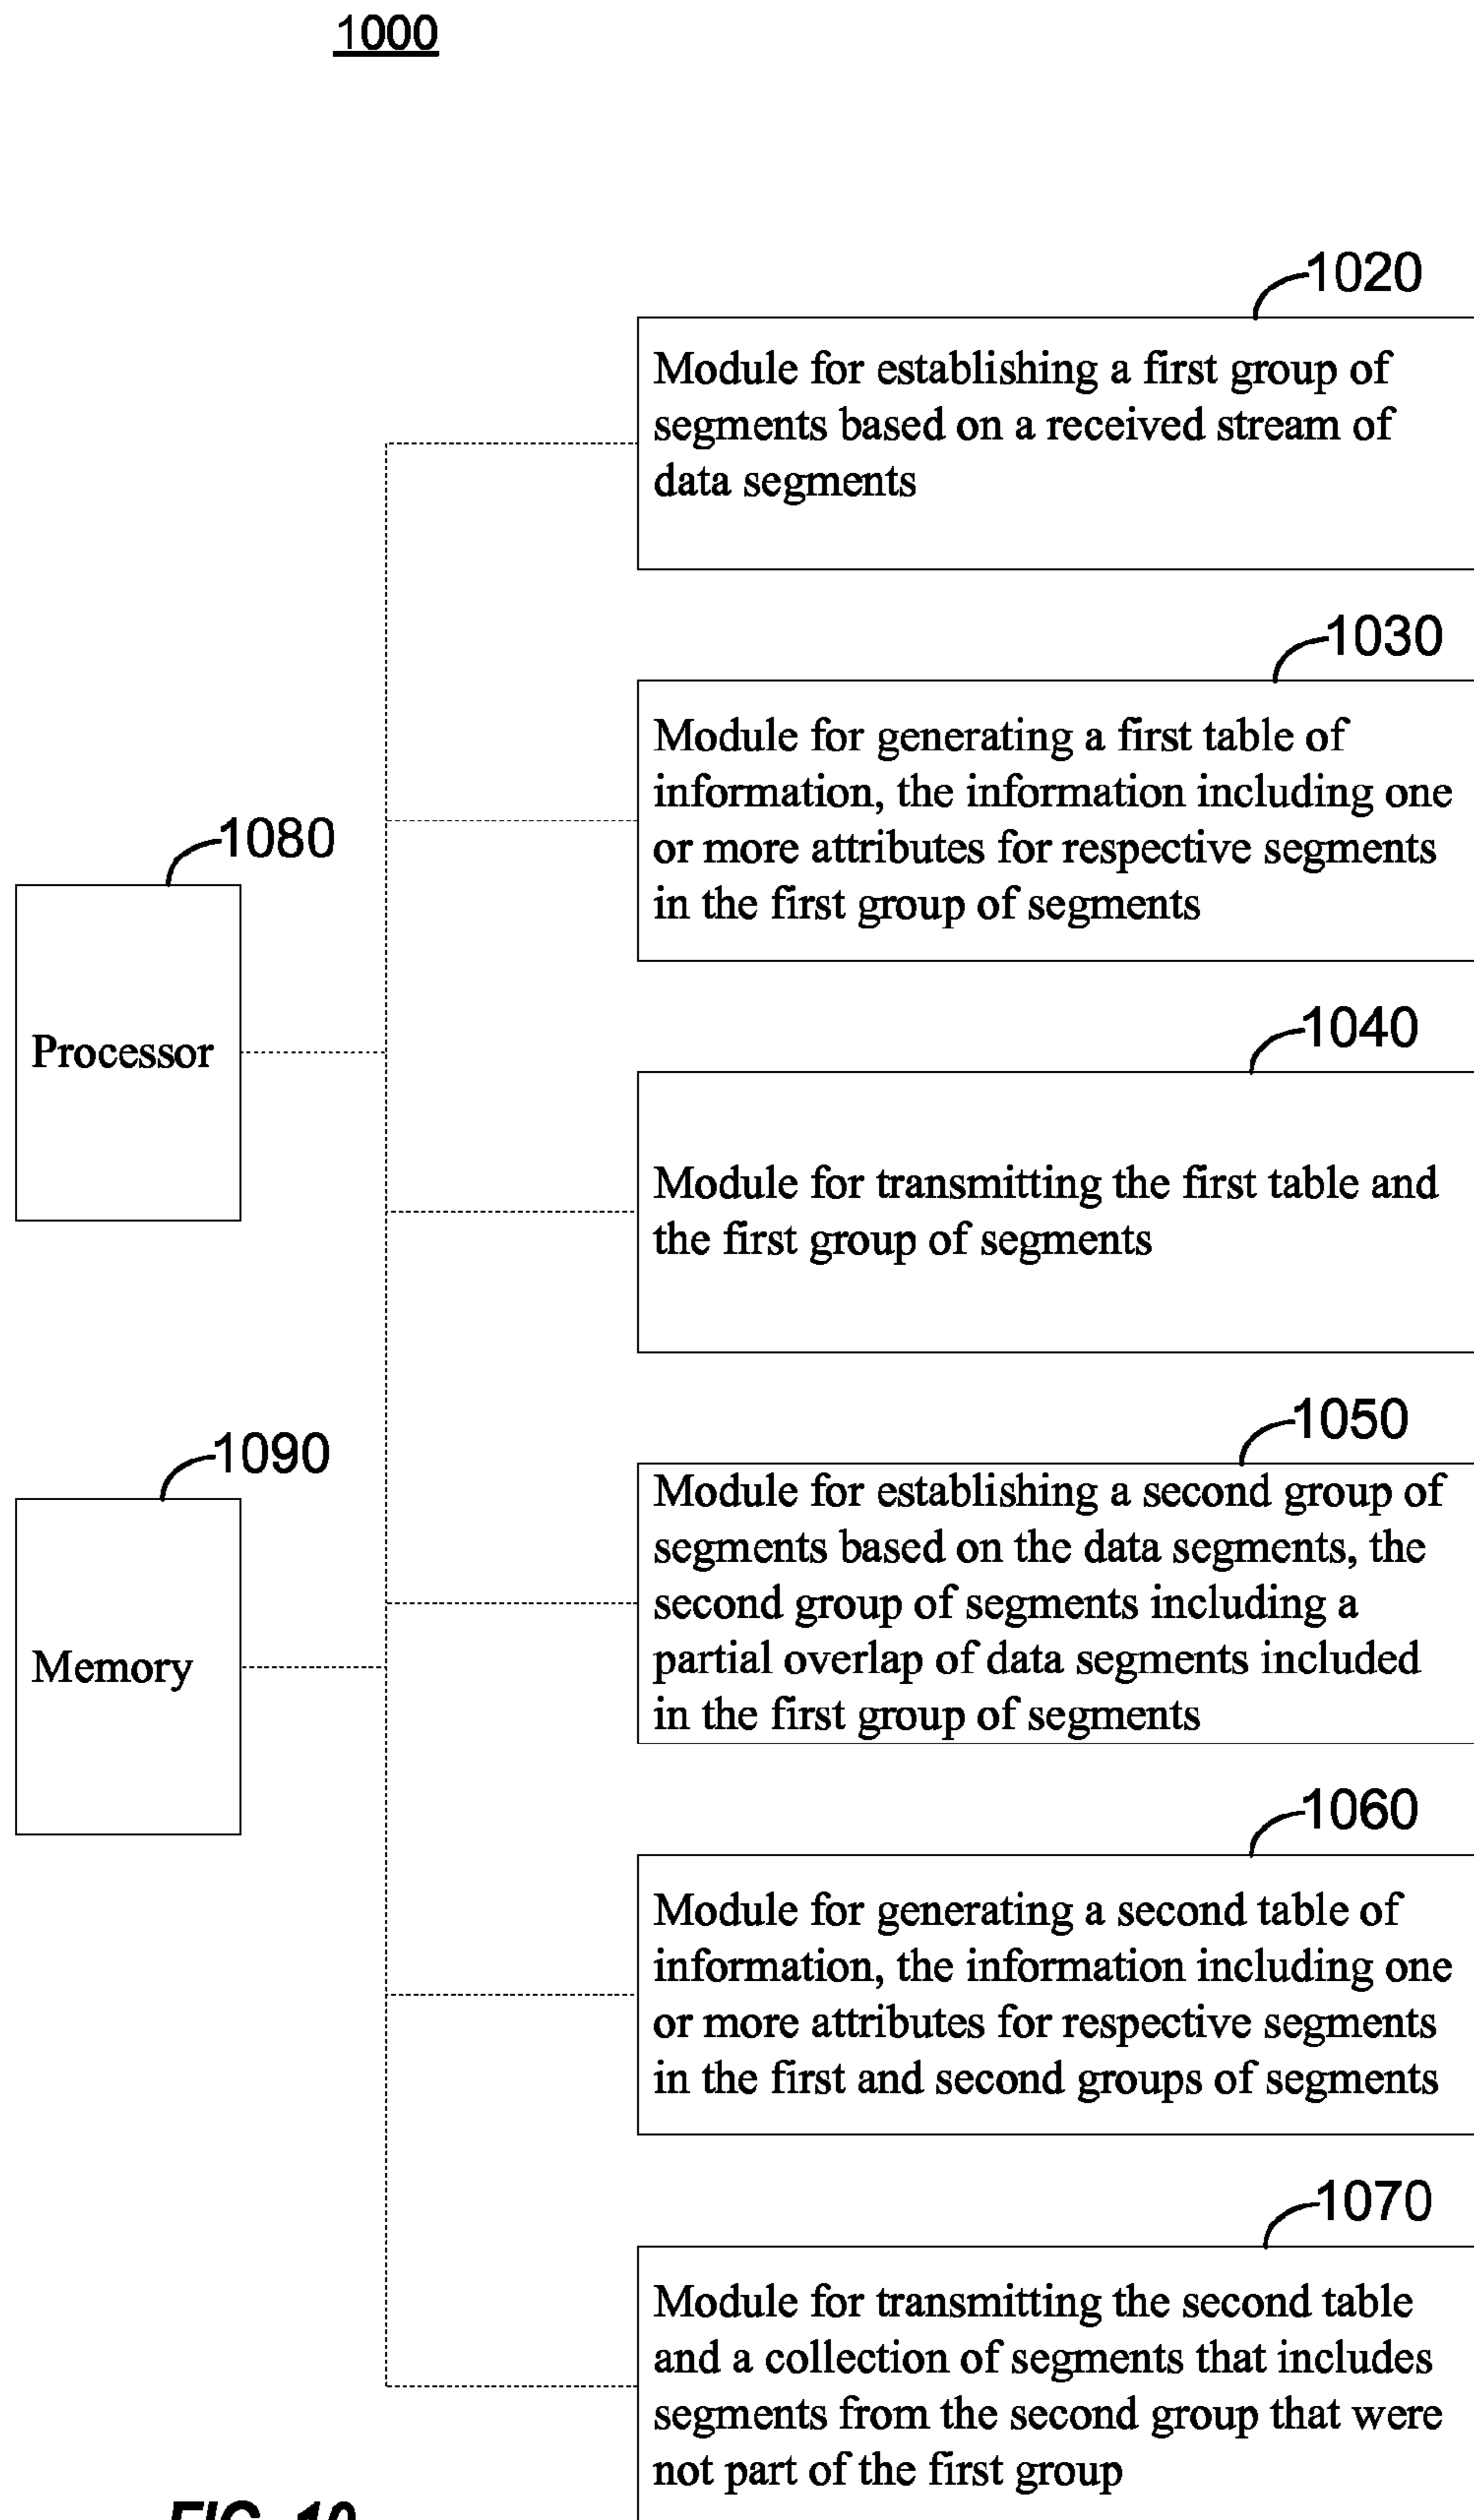 1000
1020
Module for establishing a first group of
segments based on a received stream of
data segments
1030
Module for generating a first table of
information, the information including one
or more attributes for respective segments
in the first group of segments
1080
Processor
1040
Module for transmitting the first table and
the first group of segments
1050
Module for establishing a second group of
segments based on the data segments, the
second group of segments including a
partial overlap of data segments included
in the first group of segments
1090
Memory
1060
Module for generating a second table of
information, the information including one
or more attributes for respective segments
in the first and second groups of segments
1070
Module for transmitting the second table
and a collection of segments that includes
segments from the second group that were
not part of the first group
FIG. 10